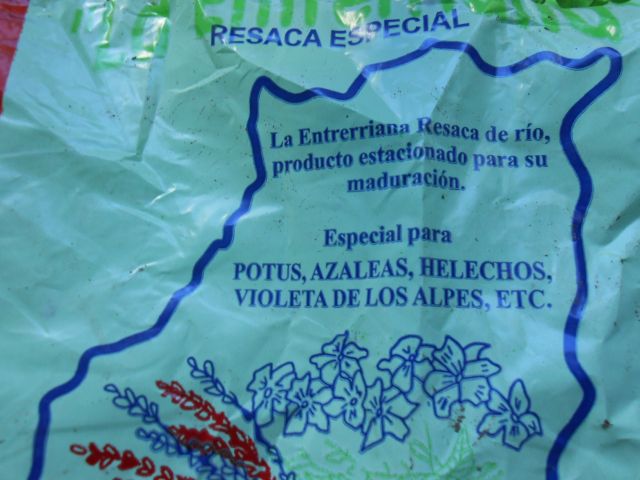 RESACA ESPECIAL
La Entrerriana Resaca de río,
producto estacionado para su
maduración.
Especial para
POTUS, AZALEAS, HELECHOS,
VIOLETA DE LOS ALPES, ETC.